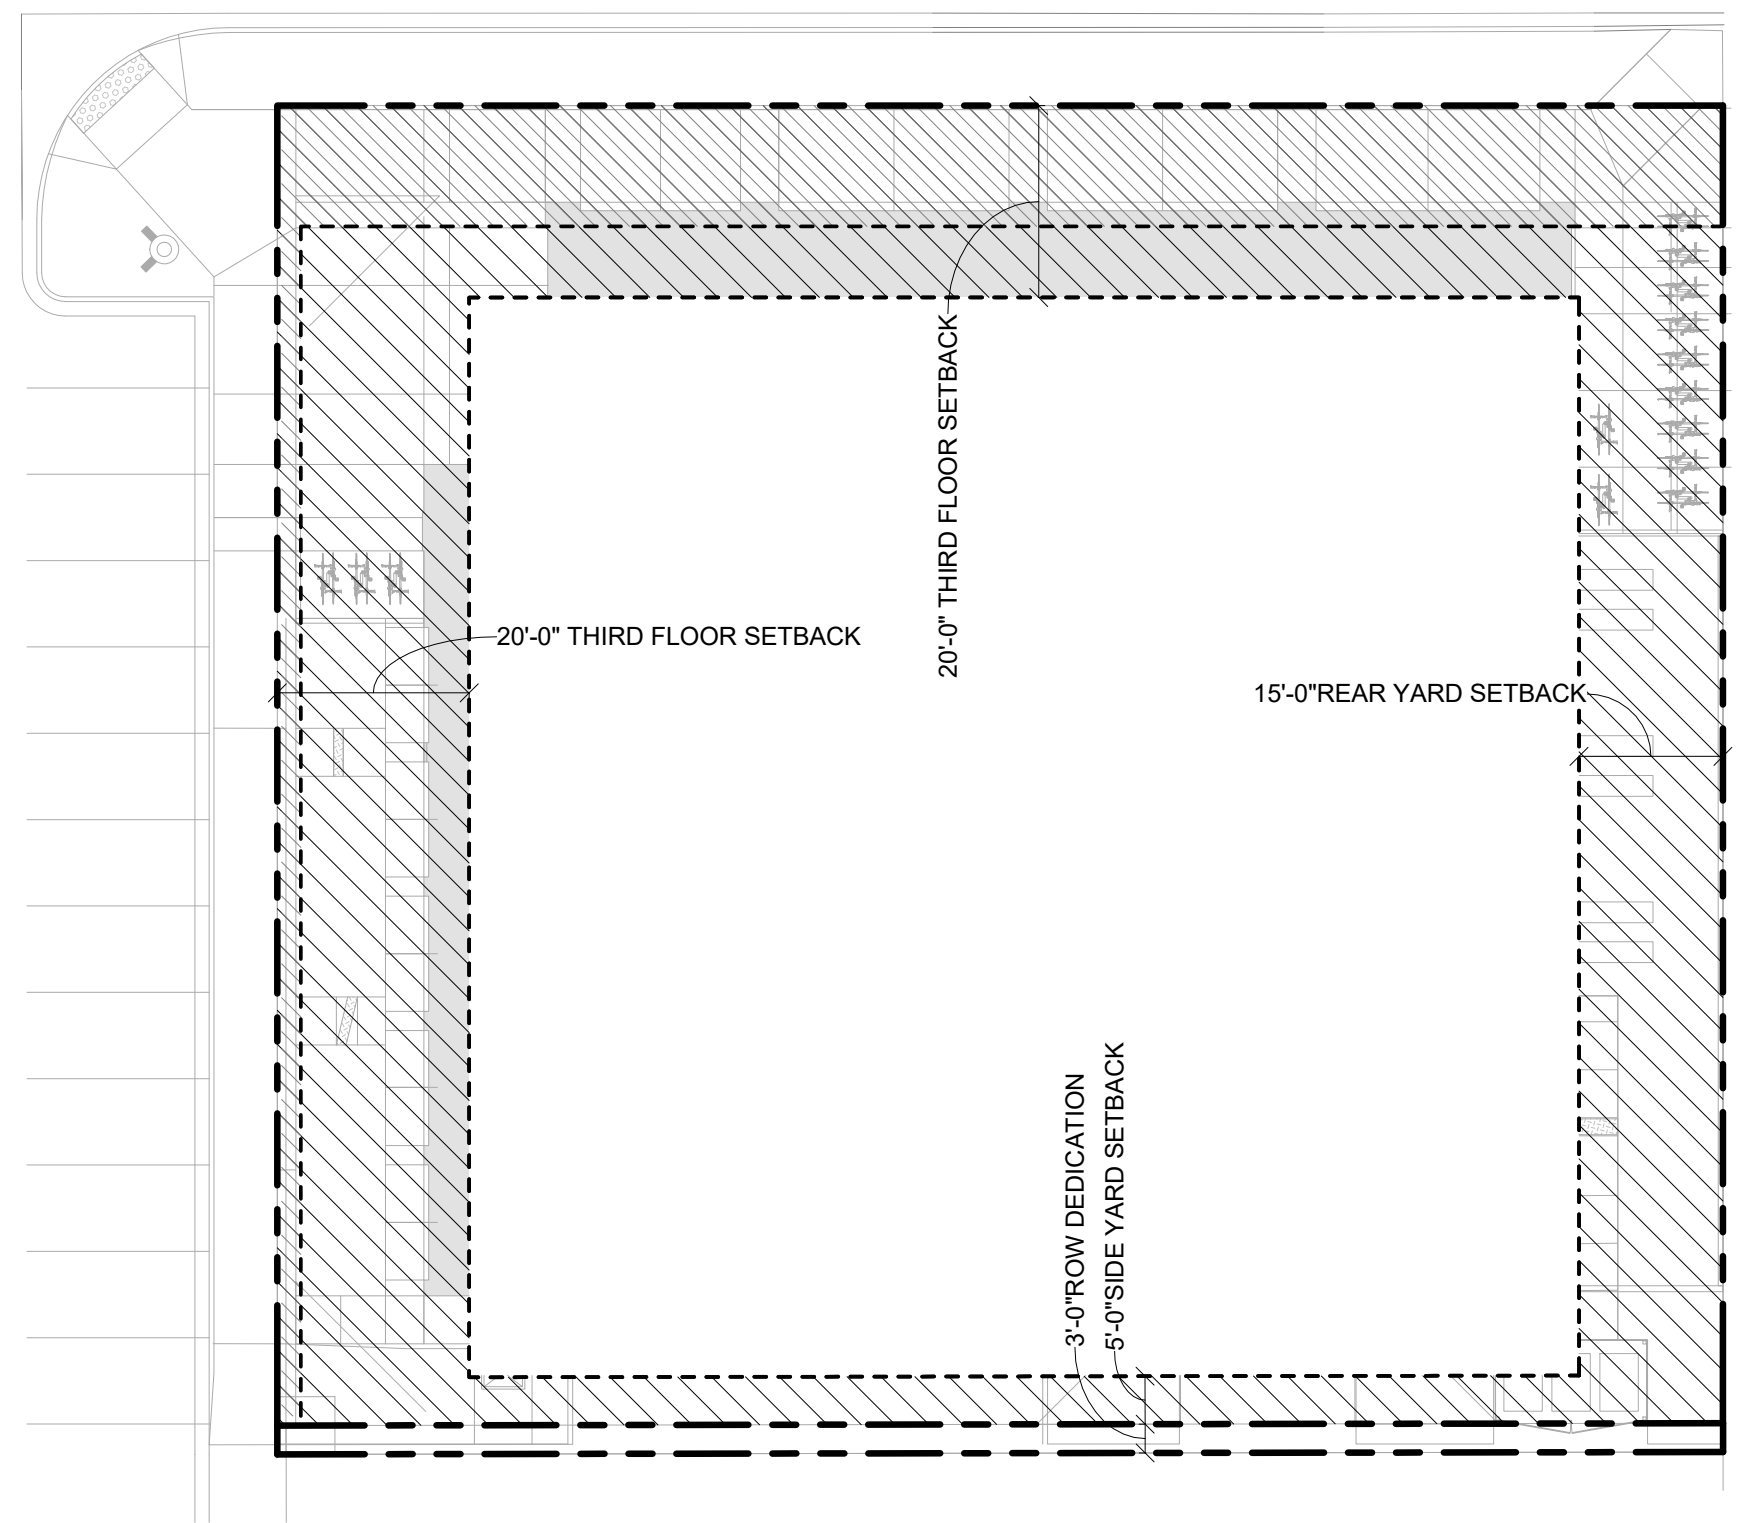 20'-0" THIRD FLOOR SETBACK
20'-0" THIRD FLOOR SETBACK
15'-0"REAR YARD SETBACK
3'-0"ROW DEDICATION
5'-0"SIDE YARD SETBACK